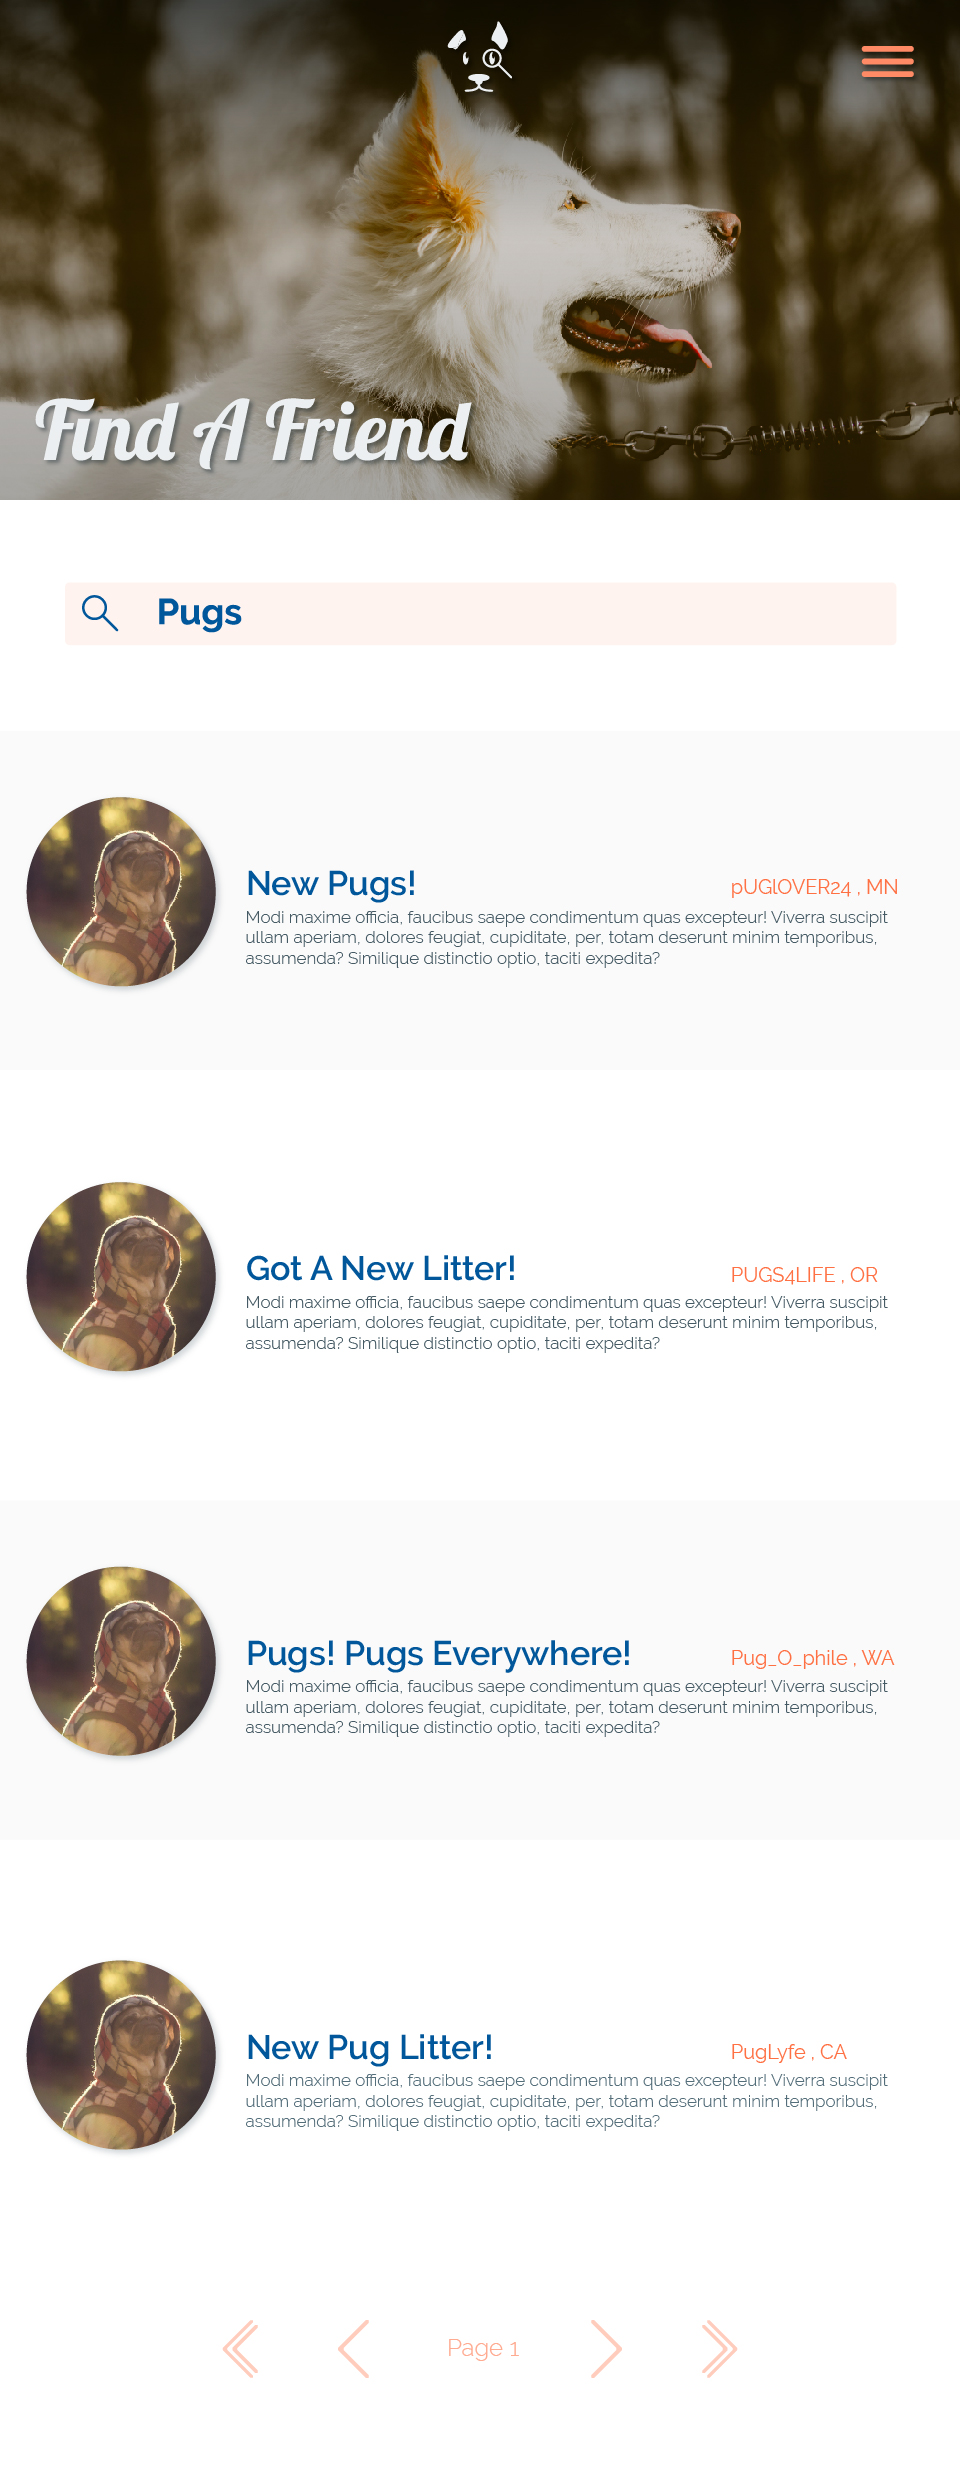 Find A Friend
Pugs
New Pugs!
pUGlOVER24 , MN
Modi maxime officia, faucibus saepe condimentum quas excepteur! Viverra suscipit
ullam aperiam, dolores feugiat, cupiditate, per, totam deserunt minim temporibus,
assumenda? Similique distinctio optio, taciti expedita?
Got A New Litter!
PUGS4LIFE , OR
Modi maxime officia, faucibus saepe condimentum quas excepteur! Viverra suscipit
ullam aperiam, dolores feugiat, cupiditate, per, totam deserunt minim temporibus,
assumenda? Similique distinctio optio, taciti expedita?
Pugs! Pugs Everywhere!
Pug_O_phile , WA
Modi maxime officia, faucibus saepe condimentum quas excepteur! Viverra suscipit
ullam aperiam, dolores feugiat, cupiditate, per, totam deserunt minim temporibus,
assumenda? Similique distinctio optio, taciti expedita?
New Pug Litter!
PugLyfe , CA
Modi maxime officia, faucibus saepe condimentum quas excepteur! Viverra suscipit
ullam aperiam, dolores feugiat, cupiditate, per, totam deserunt minim temporibus,
assumenda? Similique distinctio optio, taciti expedita?
Page 1